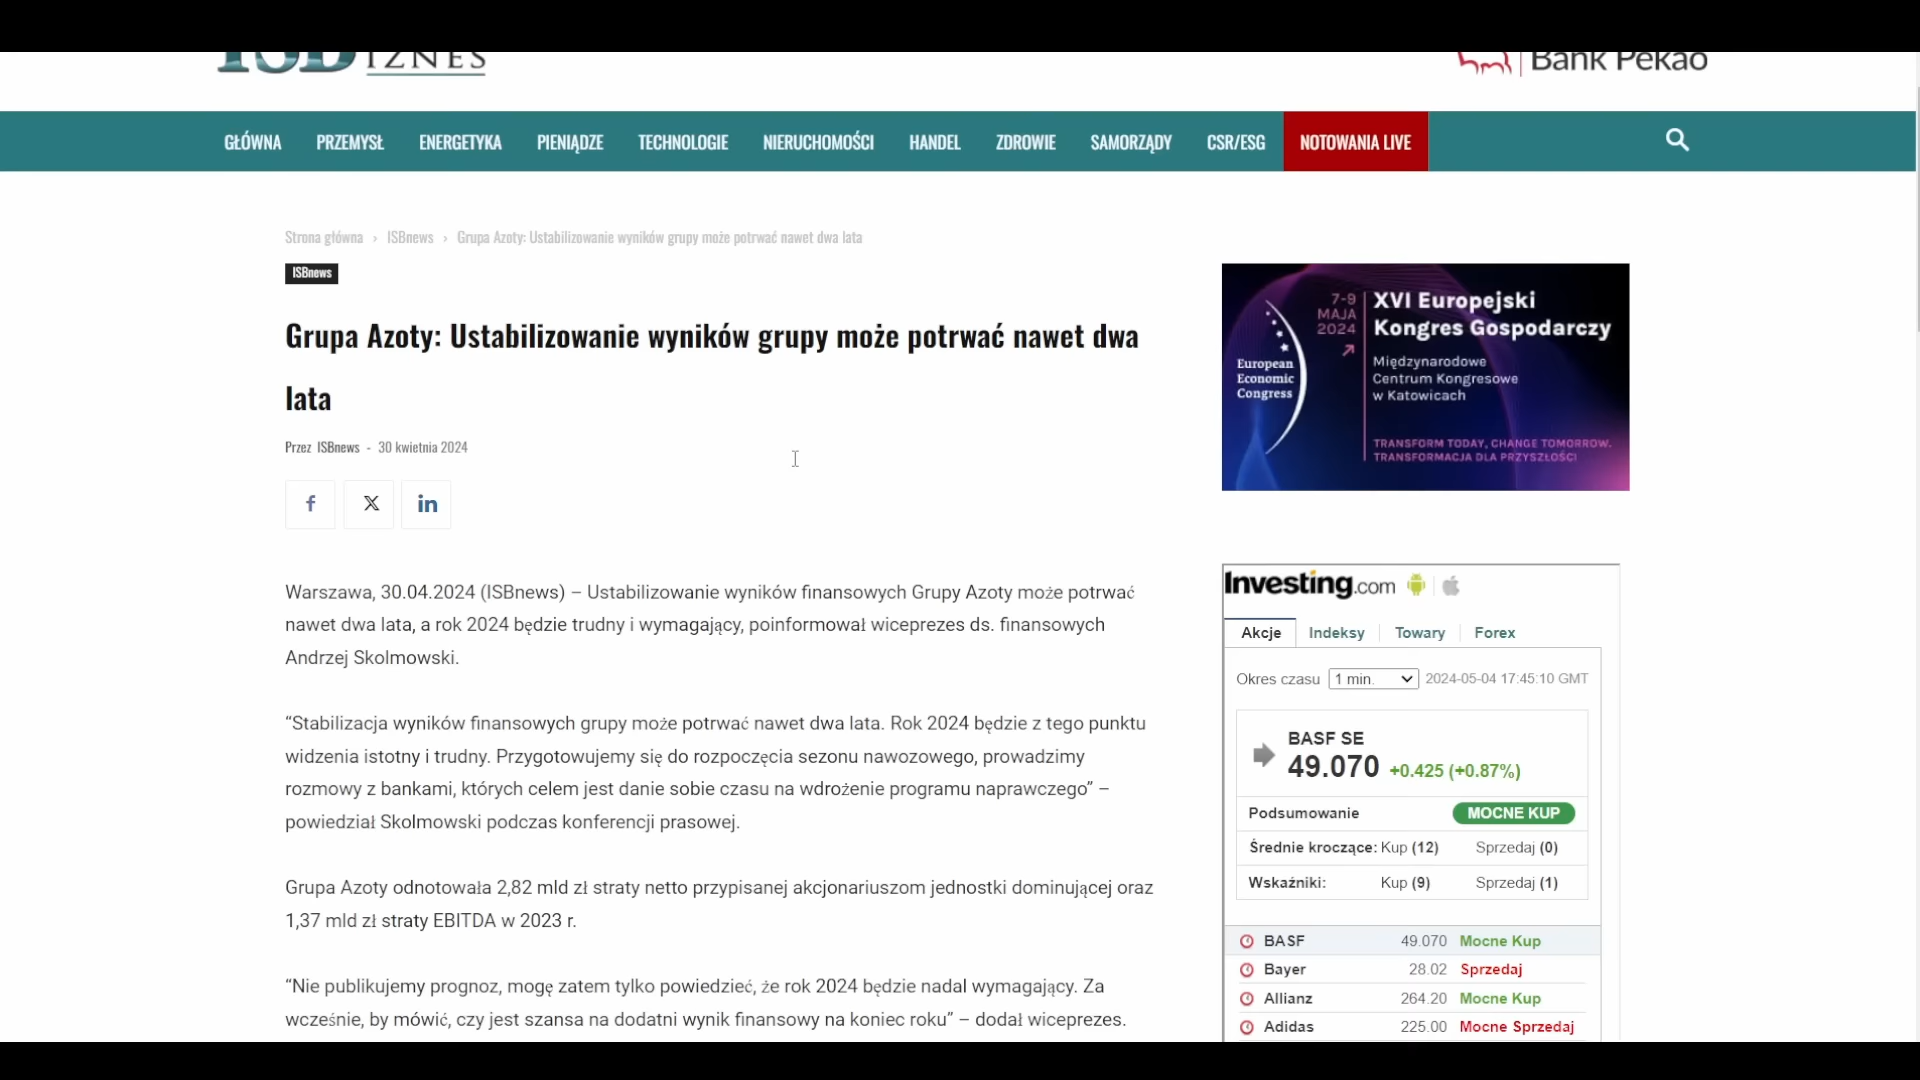 ISBIZNES
Bank Pekao
GŁÓWNA PRZEMYSŁ ENERGETYKA PIENIĄDZE TECHNOLOGIE NIERUCHOMOŚCI HANDEL ZDROWIE SAMORZĄDY CSR/ESG NOTOWANIA LIVE
Strona główna › ISBnews › Grupa Azoty: Ustabilizowanie wyników grupy może potrwać nawet dwa lata
ISBnews
Grupa Azoty: Ustabilizowanie wyników grupy może potrwać nawet dwa
lata
Przez ISBnews - 30 kwietnia 2024
Warszawa, 30.04.2024 (ISBnews) – Ustabilizowanie wyników finansowych Grupy Azoty może potrwać
nawet dwa lata, a rok 2024 będzie trudny i wymagający, poinformował wiceprezes ds. finansowych
Andrzej Skolmowski.
“Stabilizacja wyników finansowych grupy może potrwać nawet dwa lata. Rok 2024 będzie z tego punktu
widzenia istotny i trudny. Przygotowujemy się do rozpoczęcia sezonu nawozowego, prowadzimy
rozmowy z bankami, których celem jest danie sobie czasu na wdrożenie programu naprawczego” –
powiedział Skolmowski podczas konferencji prasowej.
Grupa Azoty odnotowała 2,82 mld zł straty netto przypisanej akcjonariuszom jednostki dominującej oraz
1,37 mld zł straty EBITDA w 2023 r.
“Nie publikujemy prognoz, mogę zatem tylko powiedzieć, że rok 2024 będzie nadal wymagający. Za
wcześnie, by mówić, czy jest szansa na dodatni wynik finansowy na koniec roku” – dodał wiceprezes.
European
Economic
Congress
7-9
MAJA
2024
XVI Europejski
Kongres Gospodarczy
Międzynarodowe
Centrum Kongresowe
w Katowicach
TRANSFORM TODAY, CHANGE TOMORROW.
TRANSFORMACJA DLA PRZYSZŁOŚCI
Investing.com
Akcje Indeksy Towary Forex
Okres czasu 1 min. 2024-05-04 17:45:10 GMT
BASF SE
49.070 +0.425 (+0.87%)
Podsumowanie MOCNE KUP
Średnie kroczące: Kup (12) Sprzedaj (0)
Wskaźniki: Kup (9) Sprzedaj (1)
BASF 49.070 Mocne Kup
Bayer 28.02 Sprzedaj
Allianz 264.20 Mocne Kup
Adidas 225.00 Mocne Sprzedaj